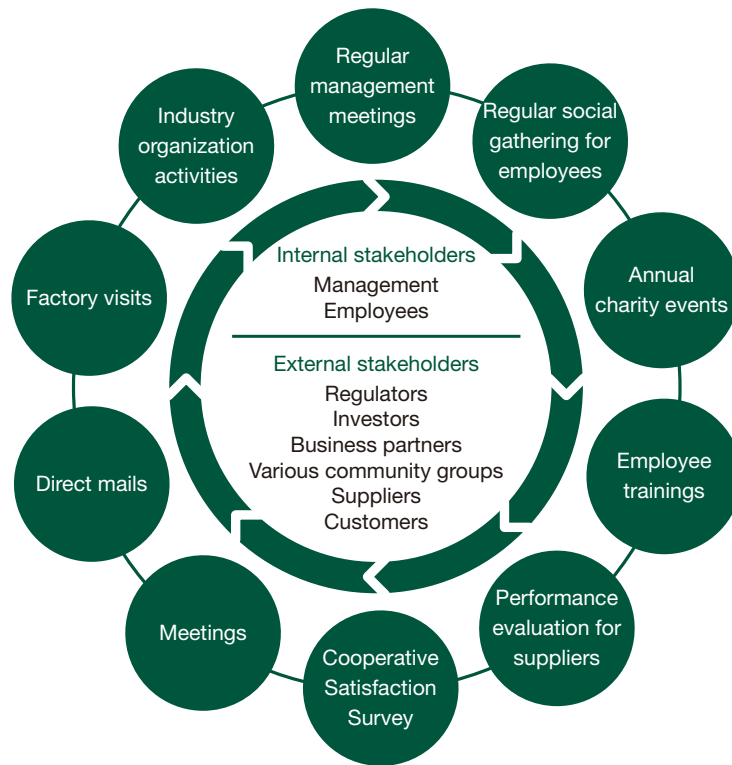 Regular
management
meetings
Regular social
gathering for
employees
Annual
charity events
Employee
trainings
Performance
evaluation for
suppliers
Cooperative
Satisfaction
Survey
Meetings
Direct mails
Factory visits
Industry
organization
activities
Internal stakeholders
Management
Employees
External stakeholders
Regulators
Investors
Business partners
Various community groups
Suppliers
Customers